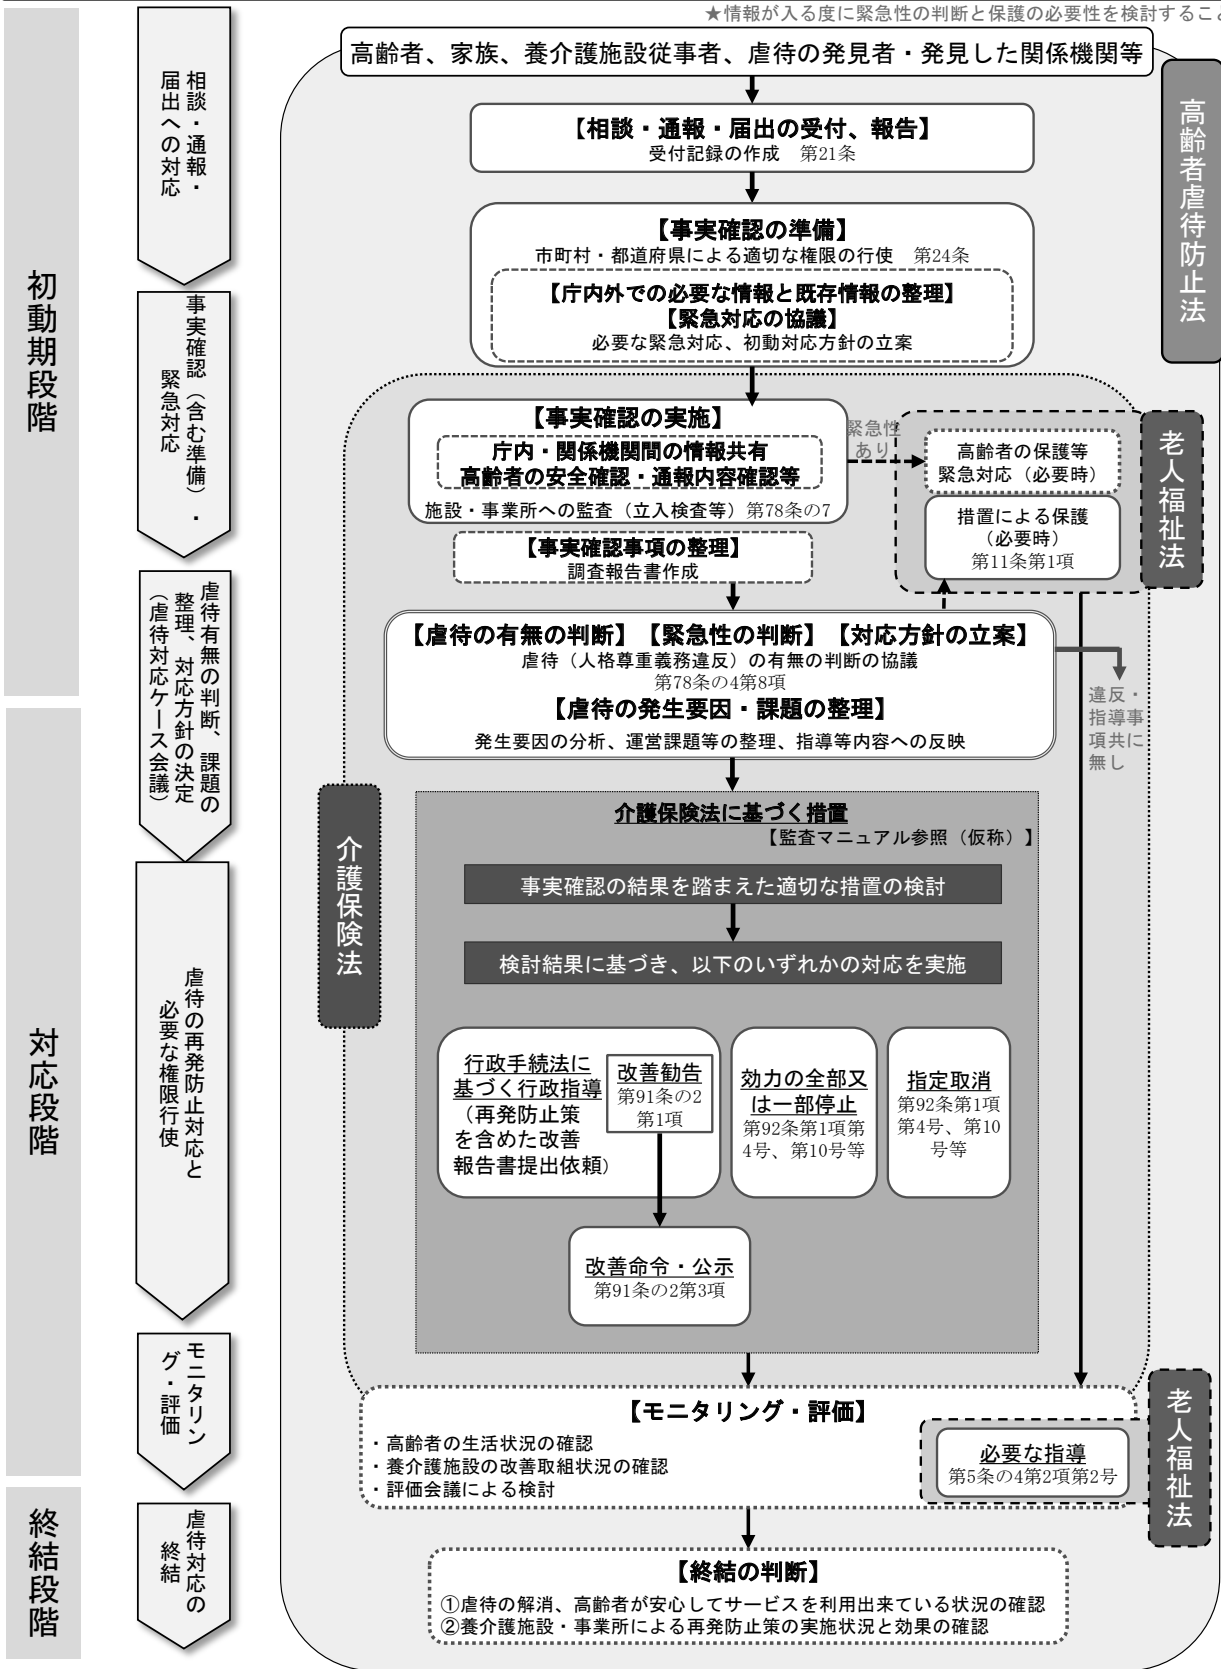 ★情報が入る度に緊急性の判断と保護の必要性を検討するこ
初動期段階
対応段階
終結段階
相談・通報・
届出への対応
事実確認（含む準備）・
緊急対応
虐待有無の判断、課題の
整理、対応方針の決定
（虐待対応ケース会議）
虐待の再発防止対応と
必要な権限行使
モニタリン
グ・評価
虐待対応の
終結
高齢者虐待防止法
高齢者、家族、養介護施設従事者、虐待の発見者・発見した関係機関等
【相談・通報・届出の受付、報告】
受付記録の作成　第21条
【事実確認の準備】
市町村・都道府県による適切な権限の行使　第24条
【庁内外での必要な情報と既存情報の整理】
【緊急対応の協議】
必要な緊急対応、初動対応方針の立案
【事実確認の実施】
庁内・関係機関間の情報共有
高齢者の安全確認・通報内容確認等
施設・事業所への監査（立入検査等）第78条の7
緊急性
あり
高齢者の保護等
緊急対応（必要時）
措置による保護
（必要時）
第11条第1項
老人福祉法
【事実確認事項の整理】
調査報告書作成
【虐待の有無の判断】【緊急性の判断】【対応方針の立案】
虐待（人格尊重義務違反）の有無の判断の協議
第78条の4第8項
【虐待の発生要因・課題の整理】
発生要因の分析、運営課題等の整理、指導等内容への反映
違反・
指導事
項共に
無し
介護保険法
介護保険法に基づく措置
【監査マニュアル参照（仮称）】
事実確認の結果を踏まえた適切な措置の検討
検討結果に基づき、以下のいずれかの対応を実施
行政手続法に
基づく行政指導
（再発防止策
を含めた改善
報告書提出依頼）
改善勧告
第91条の2
第1項
効力の全部又
は一部停止
第92条第1項第
4号、第10号等
指定取消
第92条第1項
第4号、第10
号等
改善命令・公示
第91条の2第3項
【モニタリング・評価】
・高齢者の生活状況の確認
・養介護施設の改善取組状況の確認
・評価会議による検討
必要な指導
第5条の4第2項第2号
老人福祉法
【終結の判断】
①虐待の解消、高齢者が安心してサービスを利用出来ている状況の確認
②養介護施設・事業所による再発防止策の実施状況と効果の確認